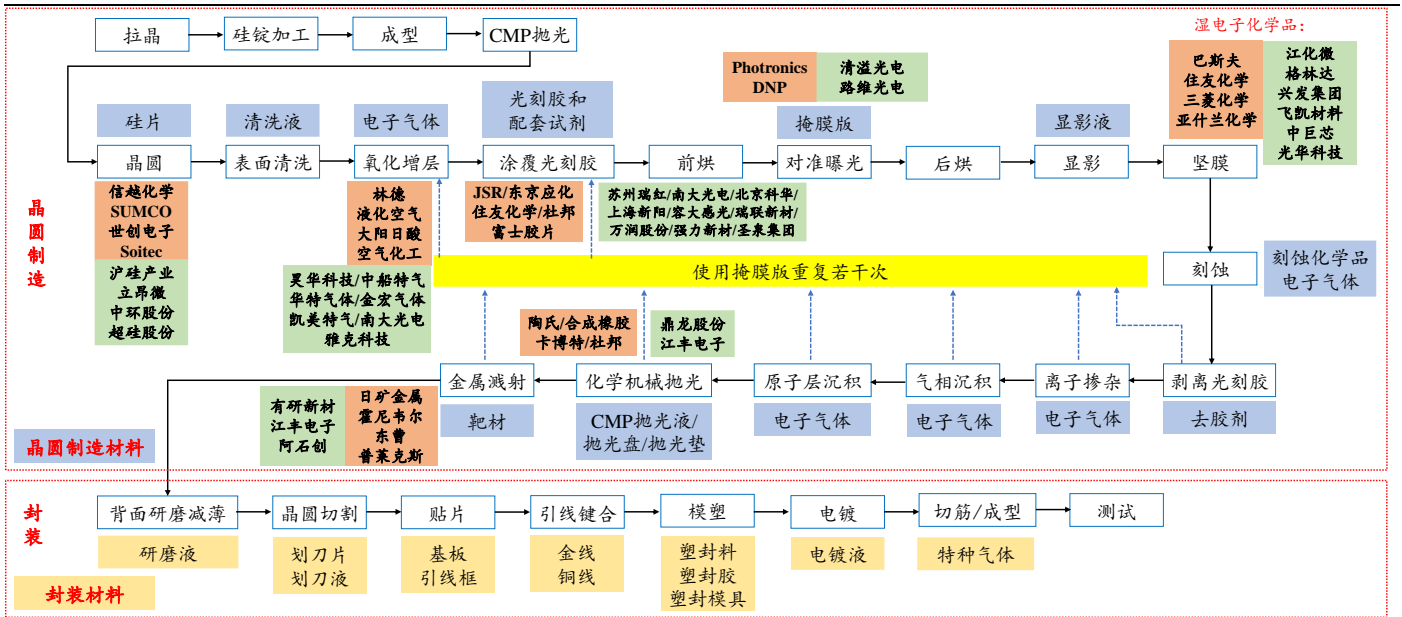 拉晶
硅锭加工
成型
CMP抛光
湿电子化学品：
巴斯夫
住友化学
三菱化学
亚什兰化学
江化微
格林达
兴发集团
飞凯材料
中巨芯
光华科技
Photronics
DNP
清溢光电
路维光电
硅片
清洗液
电子气体
光刻胶和
配套试剂
掩膜版
显影液
晶圆
表面清洗
氧化增层
涂覆光刻胶
前烘
对准曝光
后烘
显影
坚膜
晶圆制造
信越化学
SUMCO
世创电子
Soitec
沪硅产业
立昂微
中环股份
超硅股份
林德
液化空气
大阳日酸
空气化工
昊华科技/中船特气
华特气体/金宏气体
凯美特气/南大光电
雅克科技
JSR/东京应化
住友化学/杜邦
富士胶片
苏州瑞红/南大光电/北京科华/
上海新阳/容大感光/瑞联新材/
万润股份/强力新材/圣泉集团
使用掩膜版重复若干次
刻蚀
刻蚀化学品
电子气体
陶氏/合成橡胶
卡博特/杜邦
鼎龙股份
江丰电子
金属溅射
化学机械抛光
原子层沉积
气相沉积
离子掺杂
剥离光刻胶
有研新材
江丰电子
阿石创
日矿金属
霍尼韦尔
东曹
普莱克斯
靶材
CMP抛光液/
抛光盘/抛光垫
电子气体
电子气体
电子气体
去胶剂
晶圆制造材料
封装
背面研磨减薄
晶圆切割
贴片
引线键合
模塑
电镀
切筋/成型
测试
研磨液
划刀片
划刀液
基板
引线框
金线
铜线
塑封料
塑封胶
塑封模具
电镀液
特种气体
封装材料